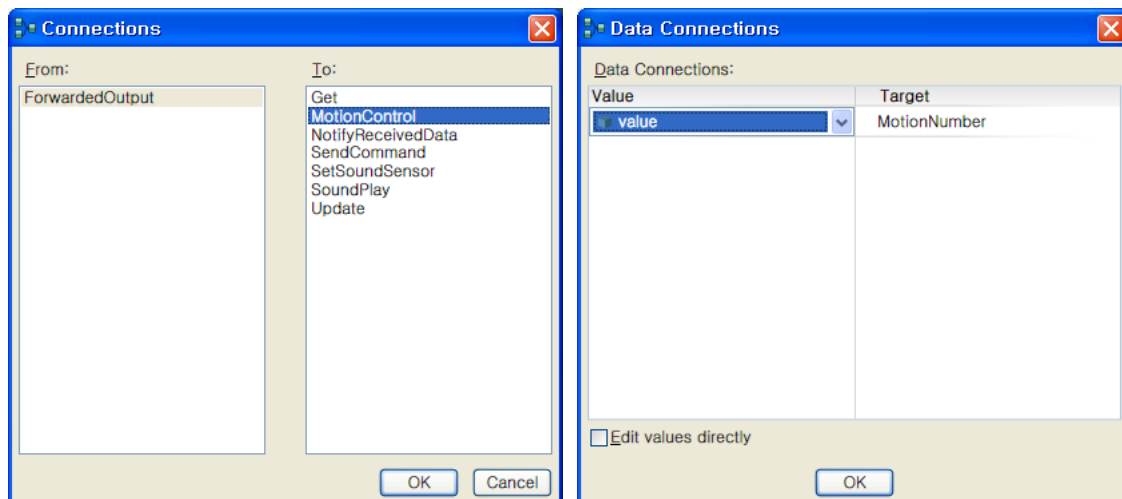 Connections
From:
To:
ForwardedOutput
Get
MotionControl
NotifyReceivedData
SendCommand
SetSoundSensor
SoundPlay
Update
OK
Cancel
Data Connections
Data Connections:
Value
Target
value
MotionNumber
Edit values directly
OK